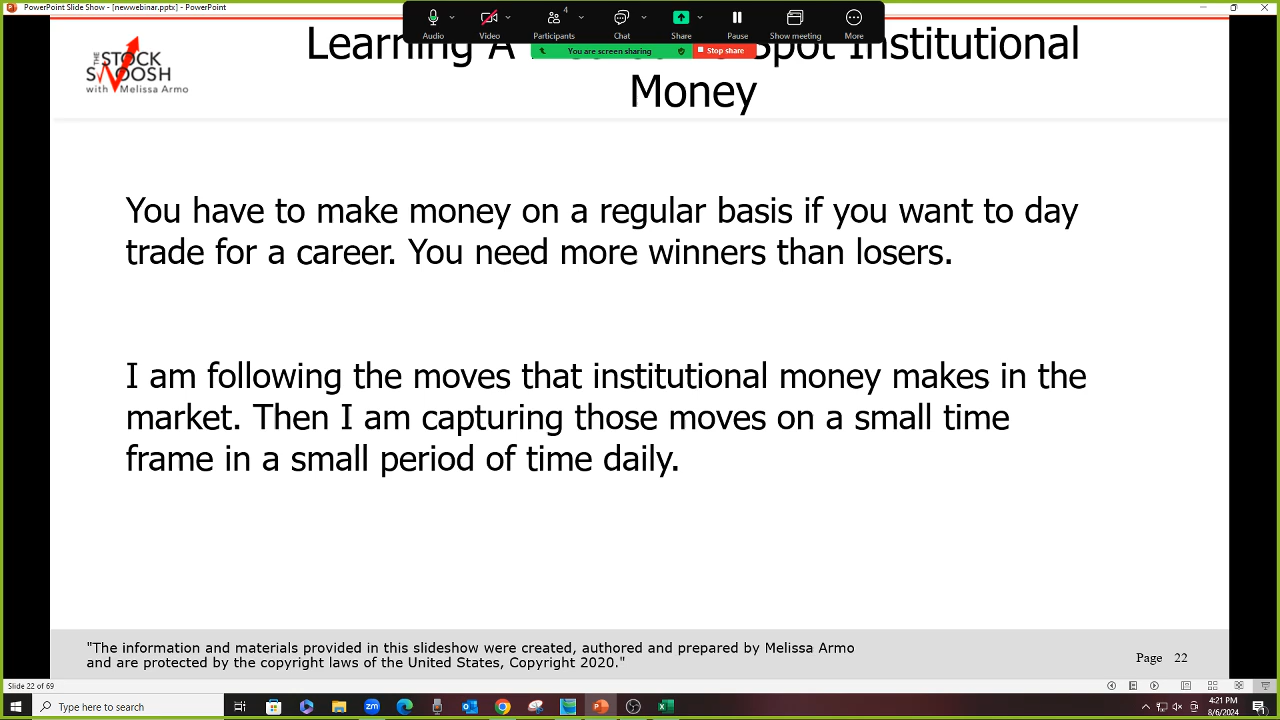 PowerPoint Slide Show - [newwebinar.pptx] - PowerPoint
4
Audio
Video
Participants
Chat
Share
Pause
Show meeting
More
You are screen sharing
Stop share
THE
STOCK
SWOOSH
with Melissa Armo
Learning A Spot Institutional
Money
You have to make money on a regular basis if you want to day
trade for a career. You need more winners than losers.
I am following the moves that institutional money makes in the
market. Then I am capturing those moves on a small time
frame in a small period of time daily.
"The information and materials provided in this slideshow were created, authored and prepared by Melissa Armo
and are protected by the copyright laws of the United States, Copyright 2020."
Page 22
Slide 22 of 69
Type here to search
zm
4:21 PM
8/6/2024